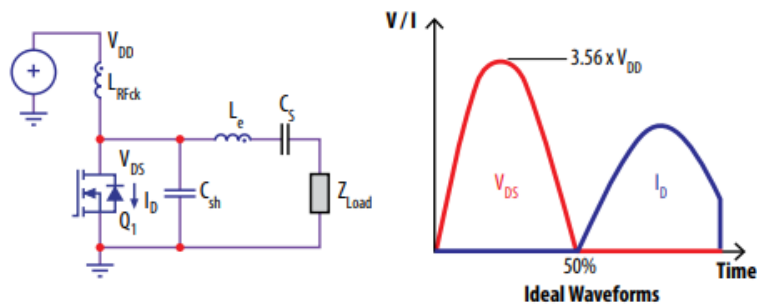 V_DD
L_RFck
L_e
C_S
V_DS
I_D
Q_1
C_sh
Z_Load
+
V / I
3.56 x V_DD
V_DS
I_D
50%
Time
Ideal Waveforms